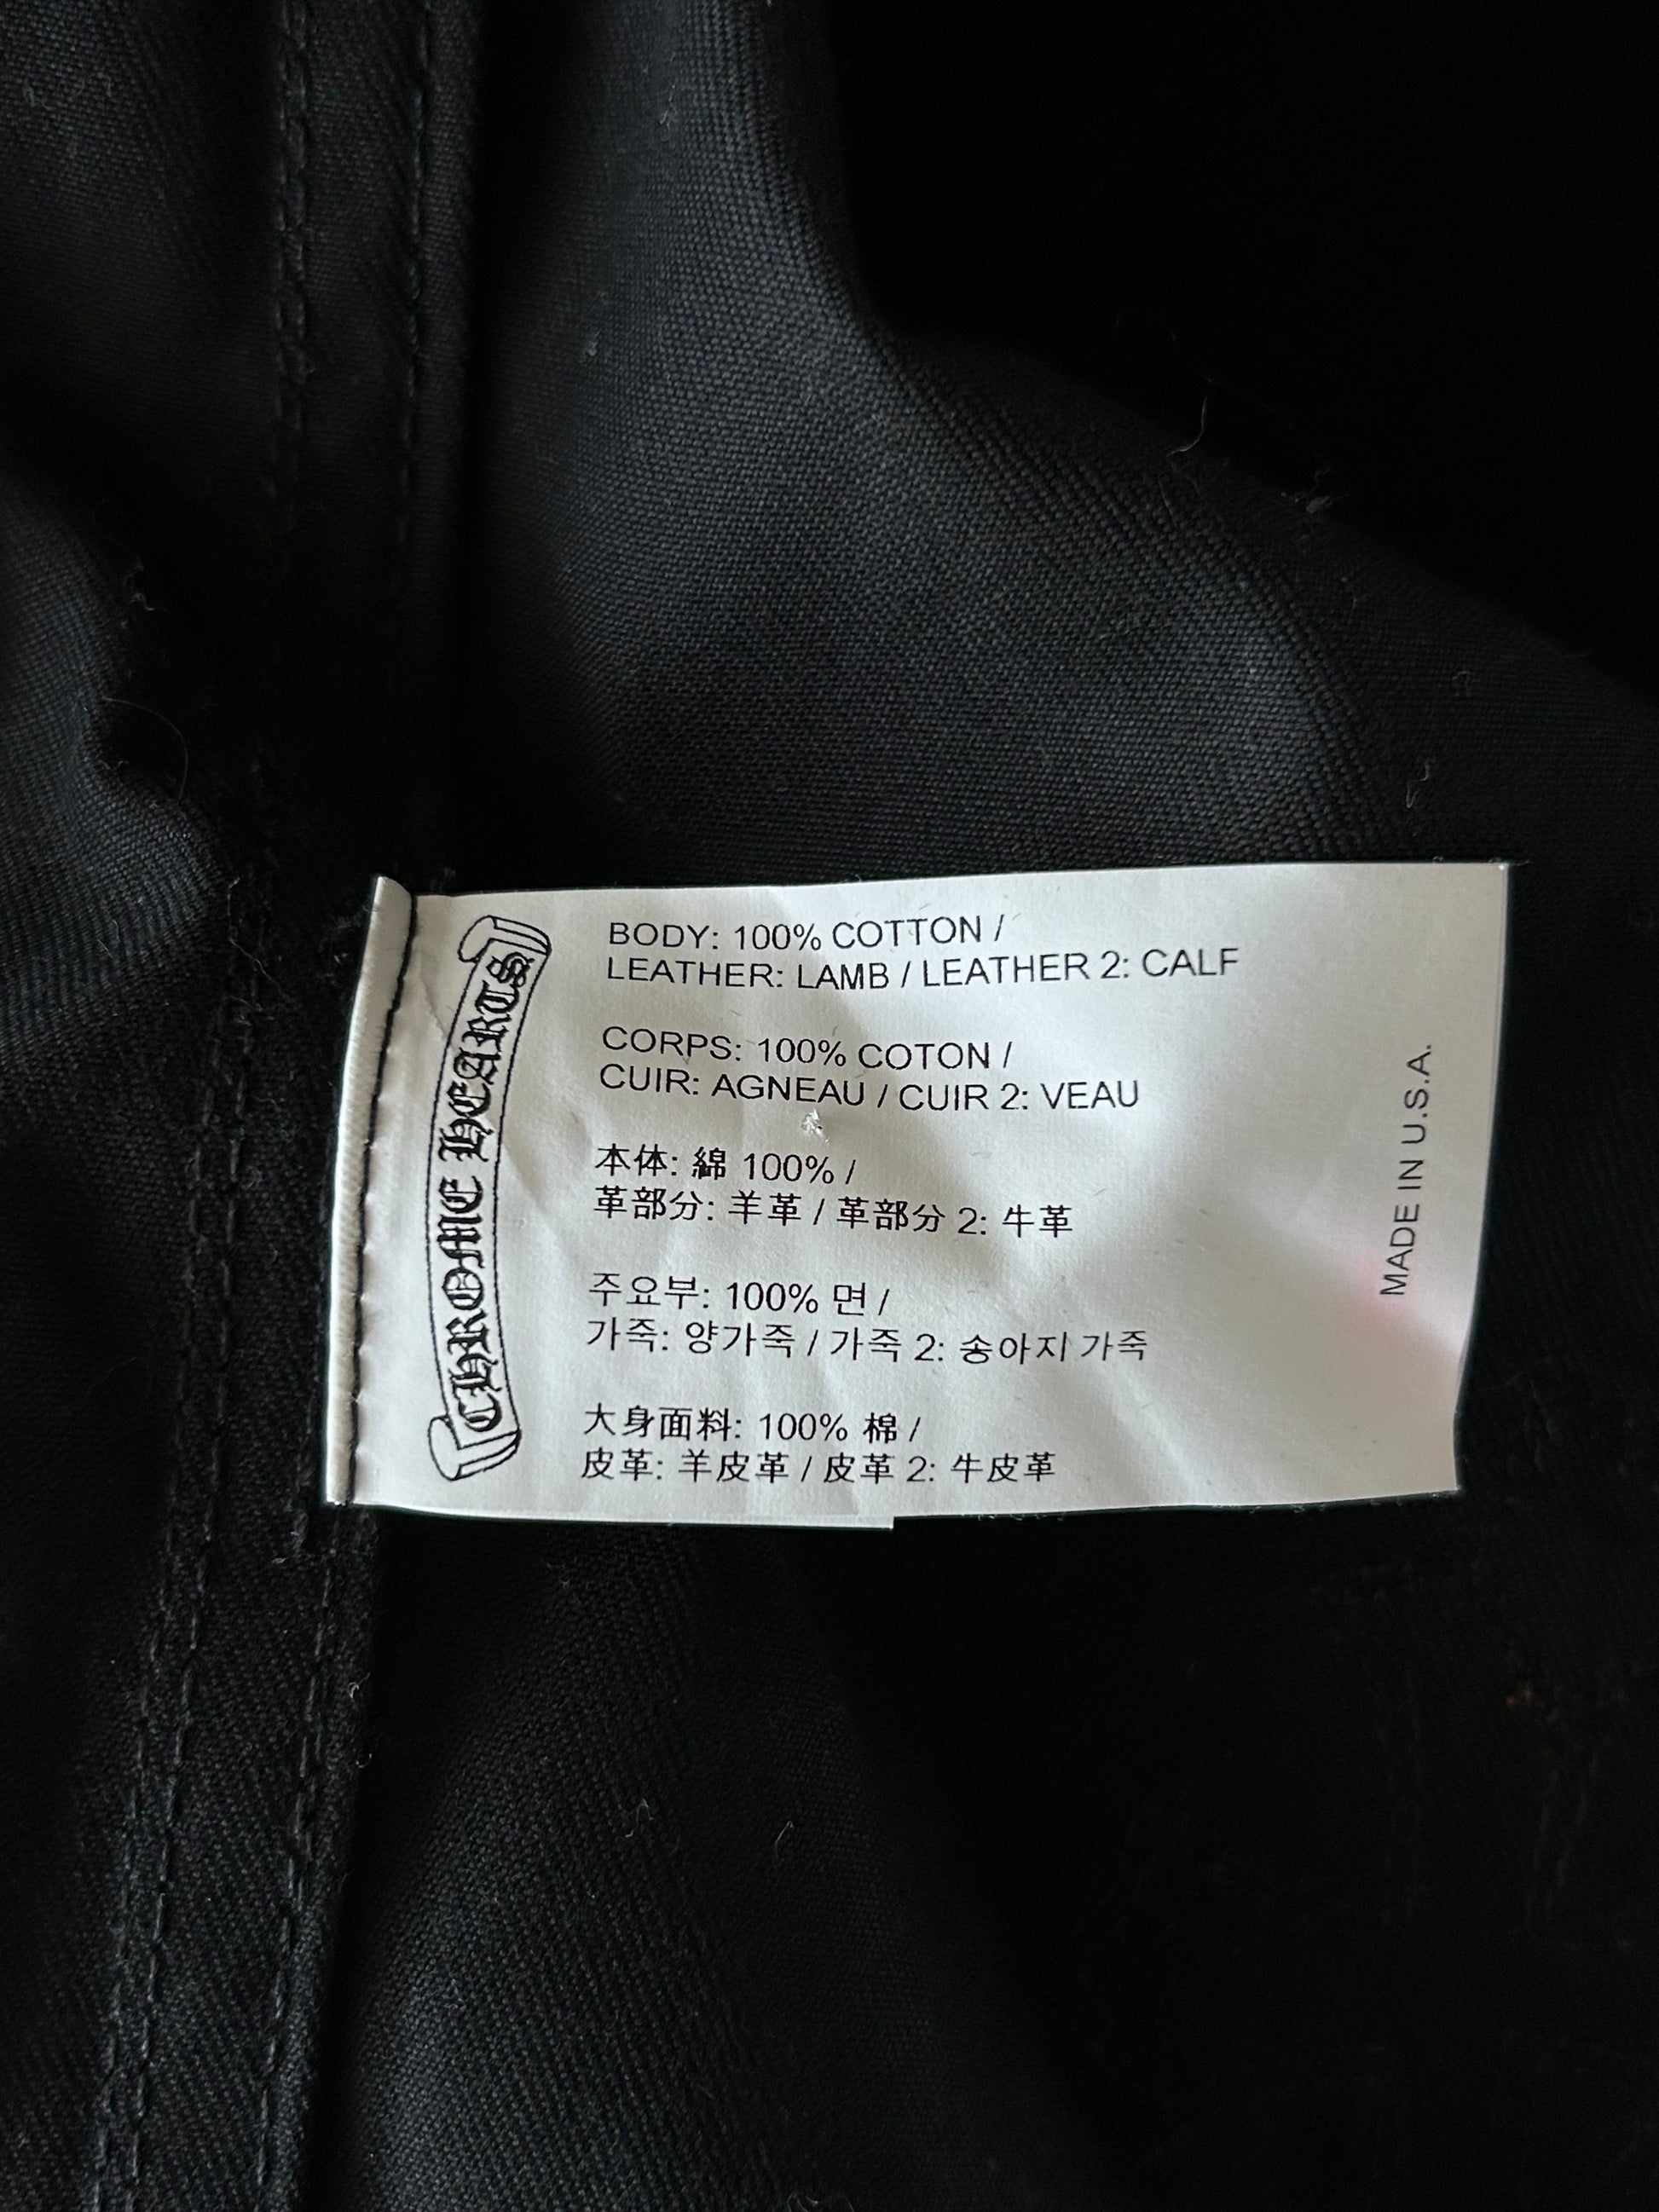 CHROME HEARTS
BODY: 100% COTTON /
LEATHER: LAMB / LEATHER 2: CALF
CORPS: 100% COTON /
CUIR: AGNEAU / CUIR 2: VEAU
本体: 綿 100% /
革部分: 羊革 / 革部分 2: 牛革
주요부: 100% 면 /
가죽: 양가죽 / 가죽 2: 송아지 가죽
大身面料: 100% 棉 /
皮革: 羊皮革 / 皮革 2: 牛皮革
MADE IN U.S.A.